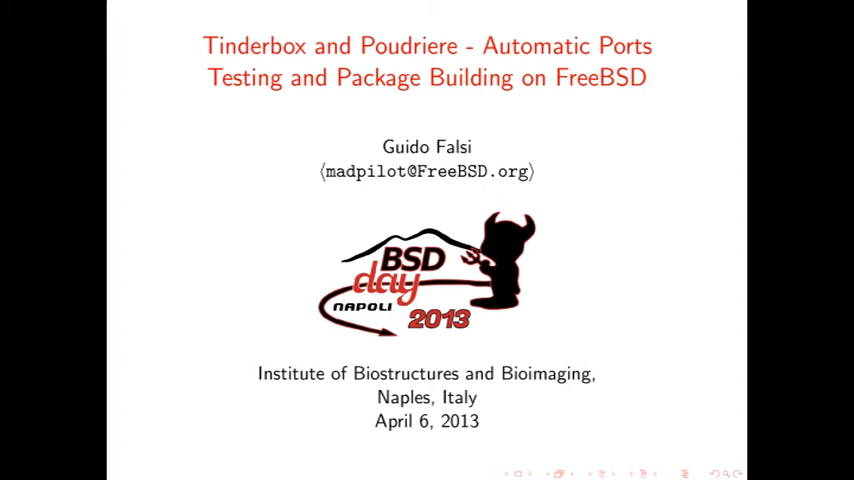 Tinderbox and Poudriere - Automatic Ports
Testing and Package Building on FreeBSD
Guido Falsi
⟨madpilot@FreeBSD.org⟩
BSD
day
NAPOLI
2013
Institute of Biostructures and Bioimaging,
Naples, Italy
April 6, 2013